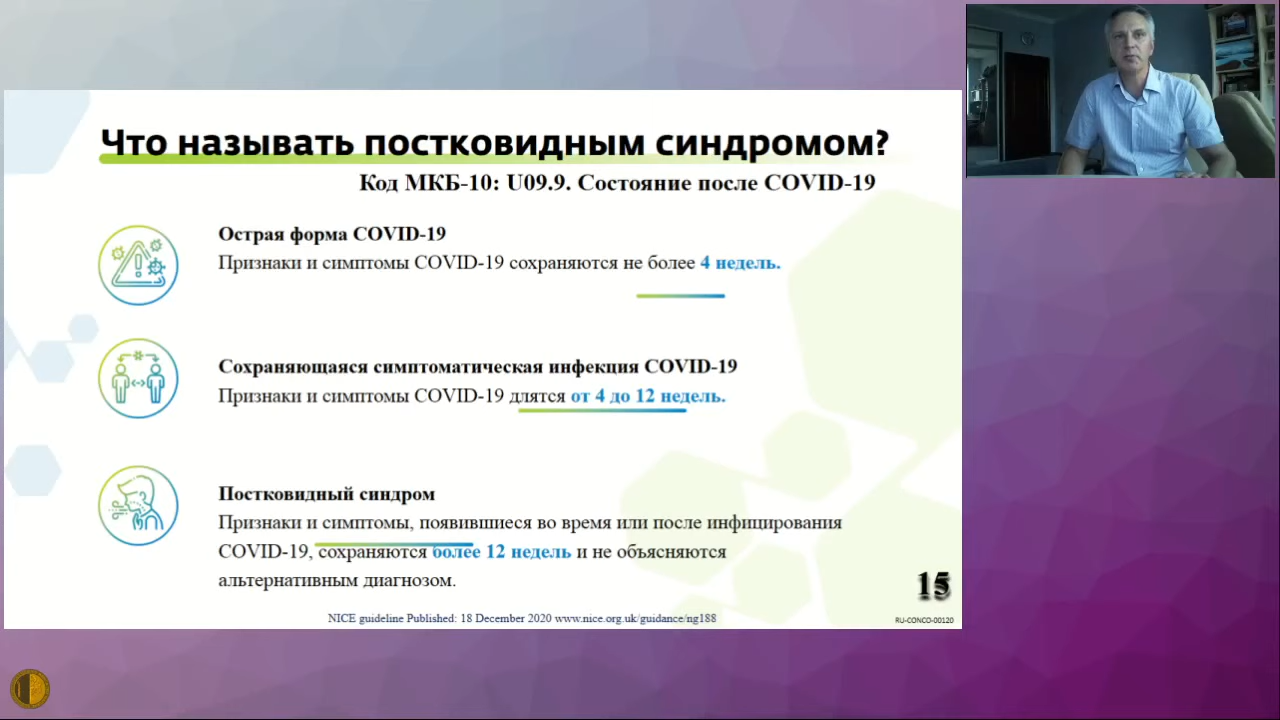 Что называть постковидным синдромом?
Код МКБ-10: U09.9. Состояние после COVID-19
Острая форма COVID-19
Признаки и симптомы COVID-19 сохраняются не более 4 недель.
Сохраняющаяся симптоматическая инфекция COVID-19
Признаки и симптомы COVID-19 длятся от 4 до 12 недель.
Постковидный синдром
Признаки и симптомы, появившиеся во время или после инфицирования
COVID-19, сохраняются более 12 недель и не объясняются
альтернативным диагнозом.
15
NICE guideline Published: 18 December 2020 www.nice.org.uk/guidance/ng188
RU-CONCO-00120